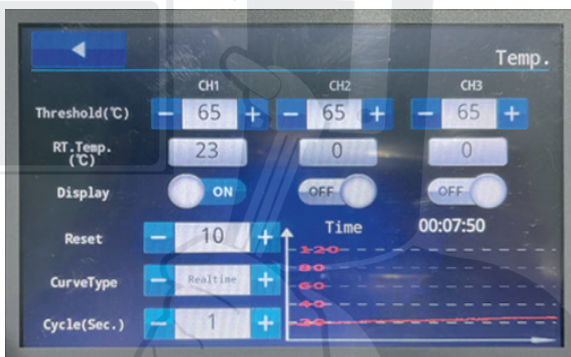 Temp.
CH1 CH2 CH3
Threshold(℃) − 65 + − 65 + − 65 +
RT.Temp.(℃) 23 0 0
Display ON OFF OFF
Reset − 10 +
Time 00:07:50
CurveType − Realtime +
Cycle(Sec.) − 1 +
120
80
60
40